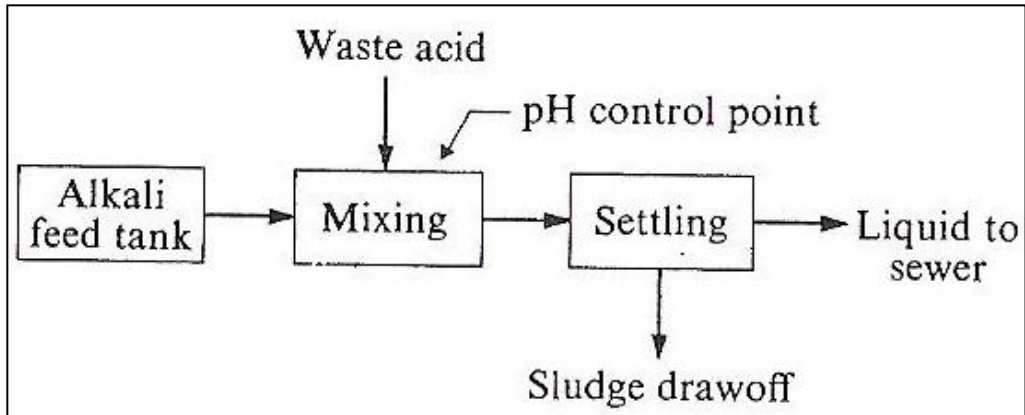 Waste acid
pH control point
Alkali
feed tank
Mixing
Settling
Liquid to
sewer
Sludge drawoff